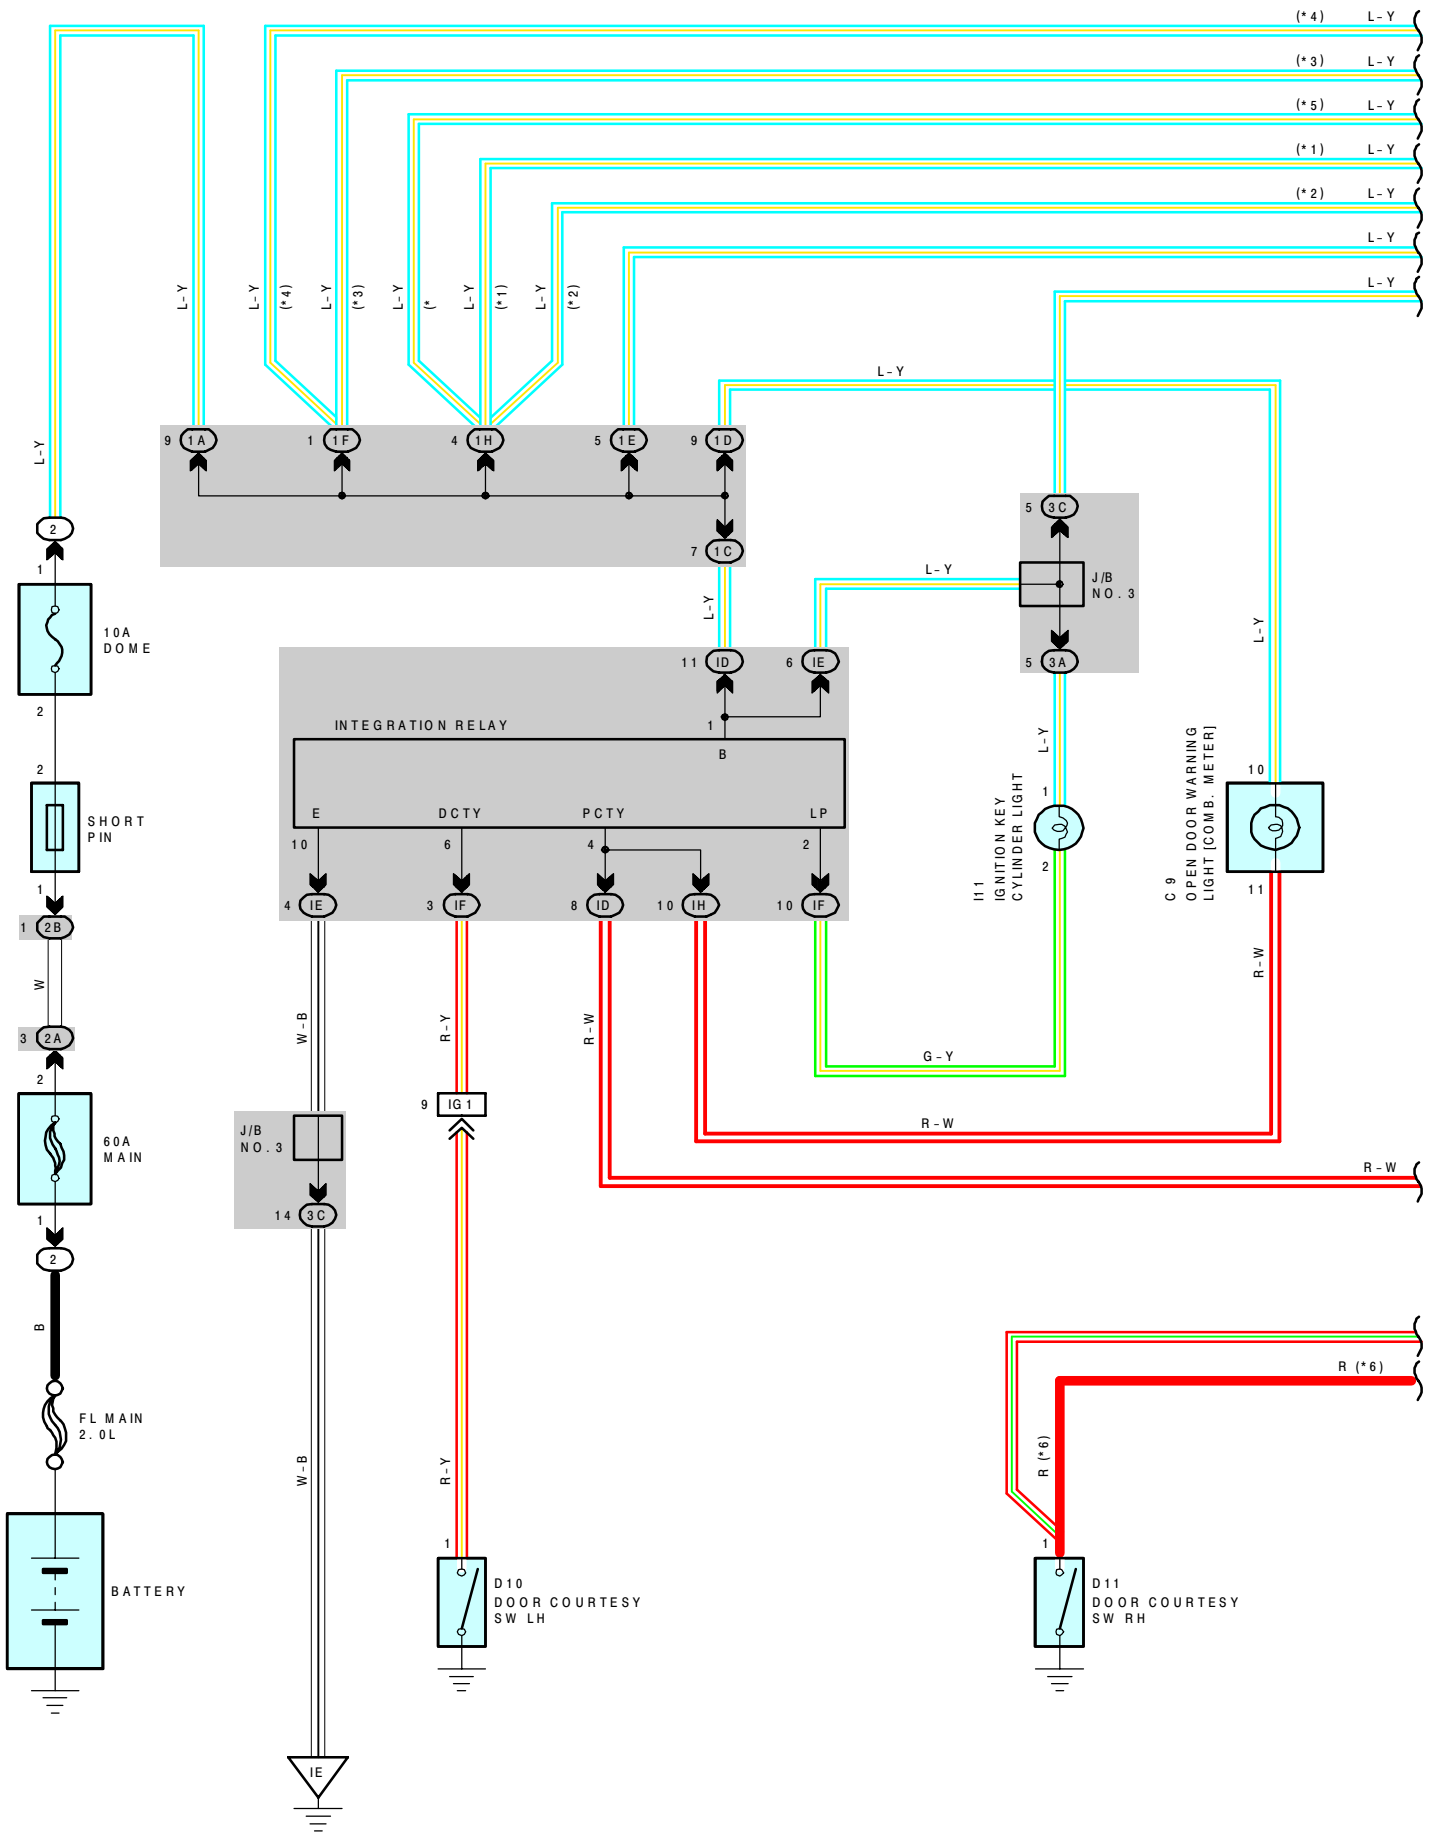 (*4) L-Y
(*3) L-Y
(*5) L-Y
(*1) L-Y
(*2) L-Y
L-Y
L-Y
L-Y
L-Y
(*4)
L-Y
(*3)
L-Y
(*
L-Y
(*1)
L-Y
(*2)
L-Y
L-Y
9 1A
1 1F
4 1H
5 1E
9 1D
7 1C
L-Y
2
1
10A
DOME
2
2
SHORT
PIN
1
1 2B
W
3 2A
2
60A
MAIN
1
2
B
FL MAIN
2.0L
BATTERY
L-Y
11 ID
6 IE
L-Y
5 3C
J/B
NO.3
5 3A
L-Y
INTEGRATION RELAY
1
B
E
DCTY
PCTY
LP
10
6
4
2
4 IE
3 IF
8 ID
10 IH
10 IF
1
2
I11
IGNITION KEY
CYLINDER LIGHT
L-Y
10
11
C 9
OPEN DOOR WARNING
LIGHT [COMB. METER]
R-W
W-B
R-Y
R-W
G-Y
9 IG1
R-W
R-W
J/B
NO.3
14 3C
W-B
R-Y
1
D10
DOOR COURTESY
SW LH
R (*6)
R (*6)
1
D11
DOOR COURTESY
SW RH
IE